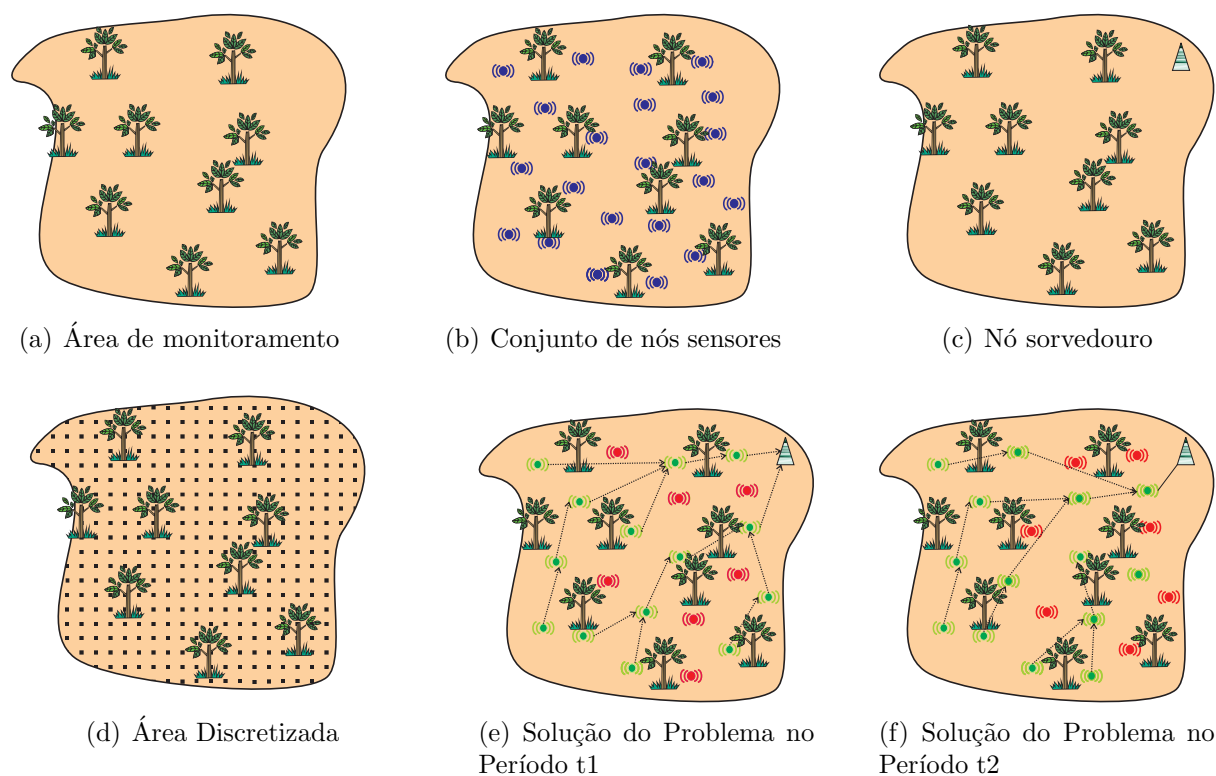 (a) Área de monitoramento
(b) Conjunto de nós sensores
(c) Nó sorvedouro
(d) Área Discretizada
(e) Solução do Problema no
Período t1
(f) Solução do Problema no
Período t2